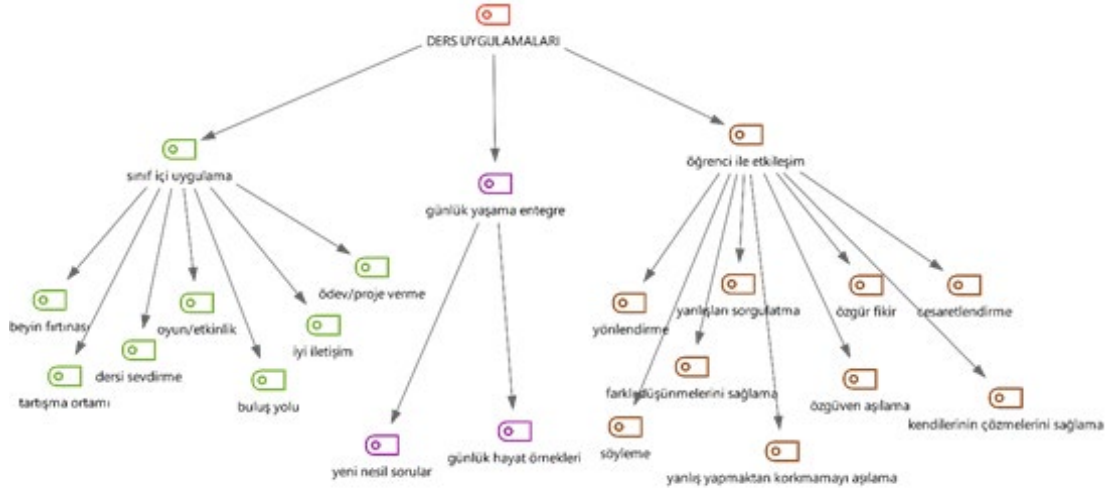 DERS UYGULAMALARI
sınıf içi uygulama
günlük yaşama entegre
öğrenci ile etkileşim
ödev/proje verme
beyin fırtınası
oyun/etkinlik
iyi iletişim
dersi sevdirme
tartışma ortamı
buluş yolu
yeni nesil sorular
günlük hayat örnekleri
yönlendirme
yanlışları sorgulatma
özgür fikir
cesaretlendirme
farklı düşünmelerini sağlama
özgüven aşılama
kendilerinin çözmelerini sağlama
söyleme
yanlış yapmaktan korkmamayı aşılama